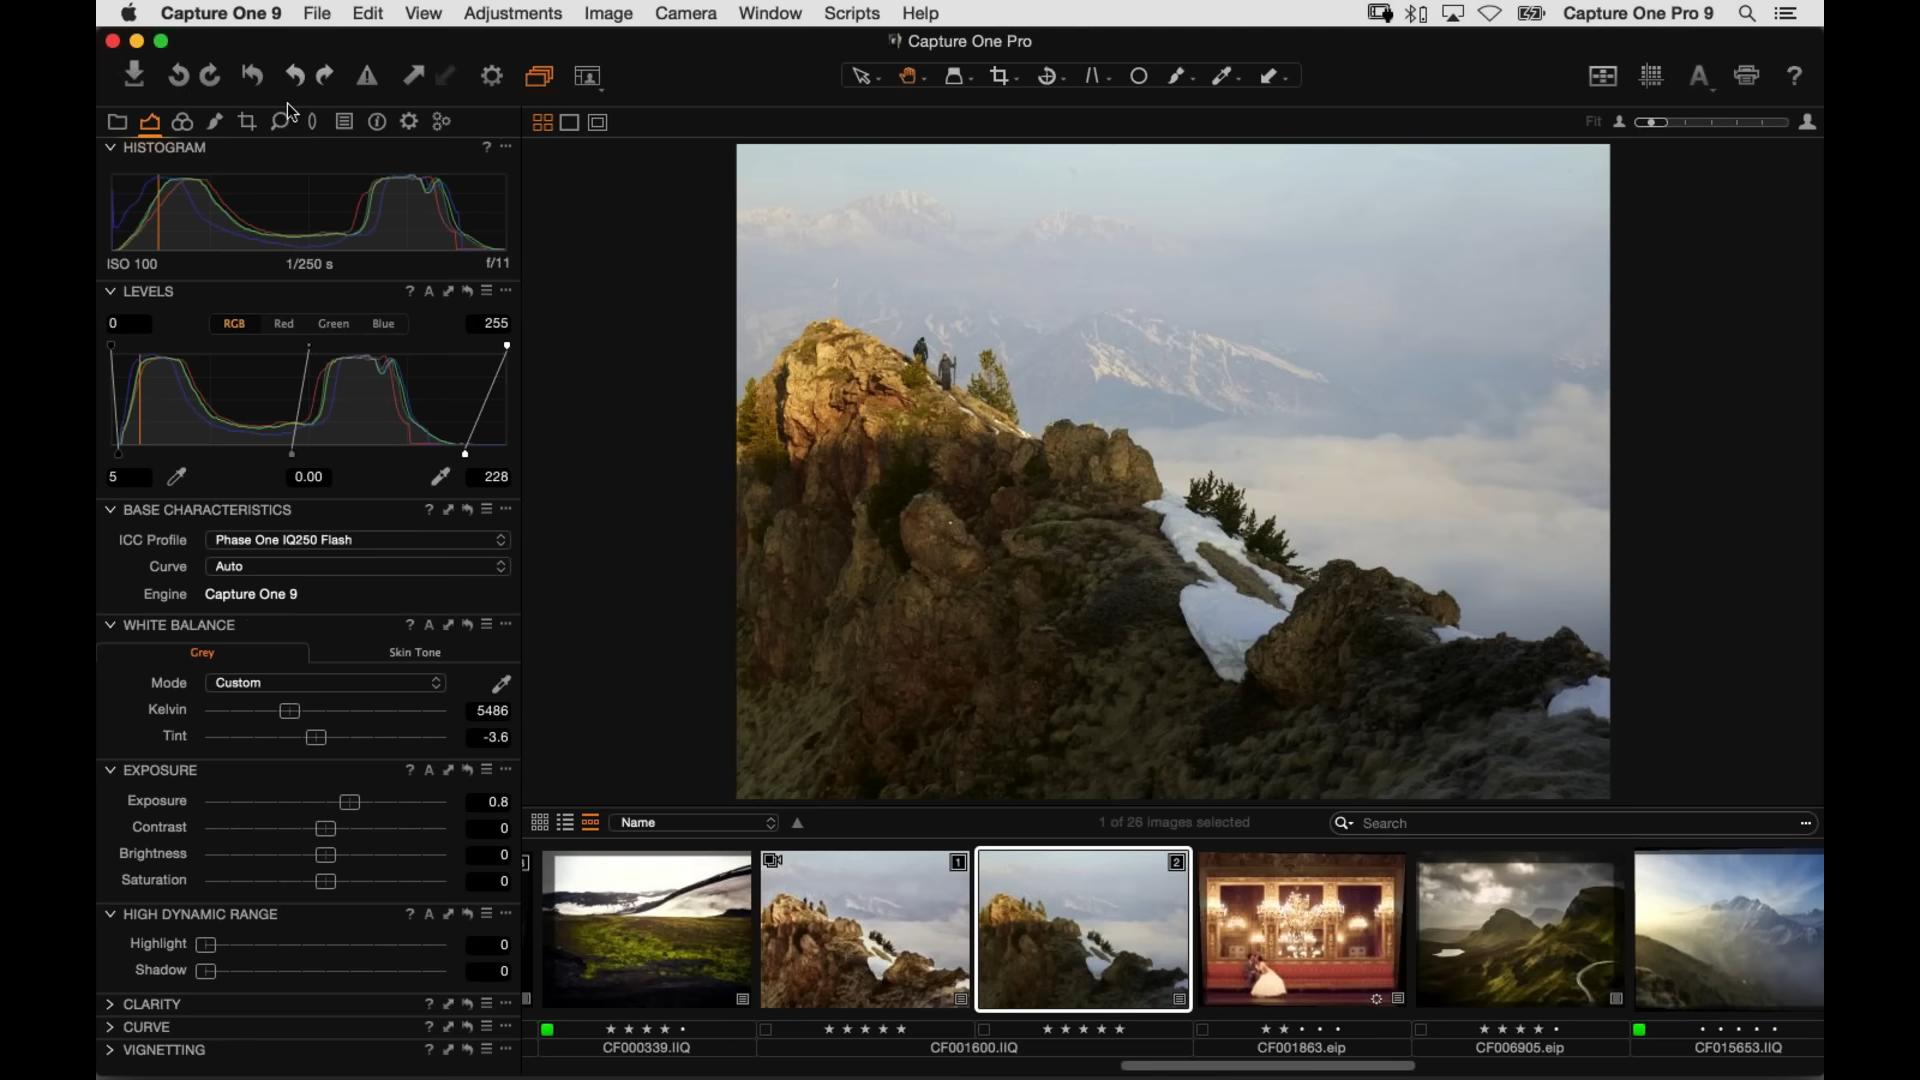 Capture One 9 File Edit View Adjustments Image Camera Window Scripts Help Capture One Pro 9
Capture One Pro
Fit
HISTOGRAM ?
ISO 100 1/250 s f/11
LEVELS ? A
0 RGB Red Green Blue 255
5 0.00 228
BASE CHARACTERISTICS ?
ICC Profile Phase One IQ250 Flash
Curve Auto
Engine Capture One 9
WHITE BALANCE ? A
Grey Skin Tone
Mode Custom
Kelvin 5486
Tint -3.6
EXPOSURE ? A
Exposure 0.8
Contrast 0
Brightness 0
Saturation 0
HIGH DYNAMIC RANGE ? A
Highlight 0
Shadow 0
CLARITY ?
CURVE ?
VIGNETTING ?
Name 1 of 26 images selected Search
1 2
CF000339.IIQ CF001600.IIQ CF001863.eip CF006905.eip CF015653.IIQ